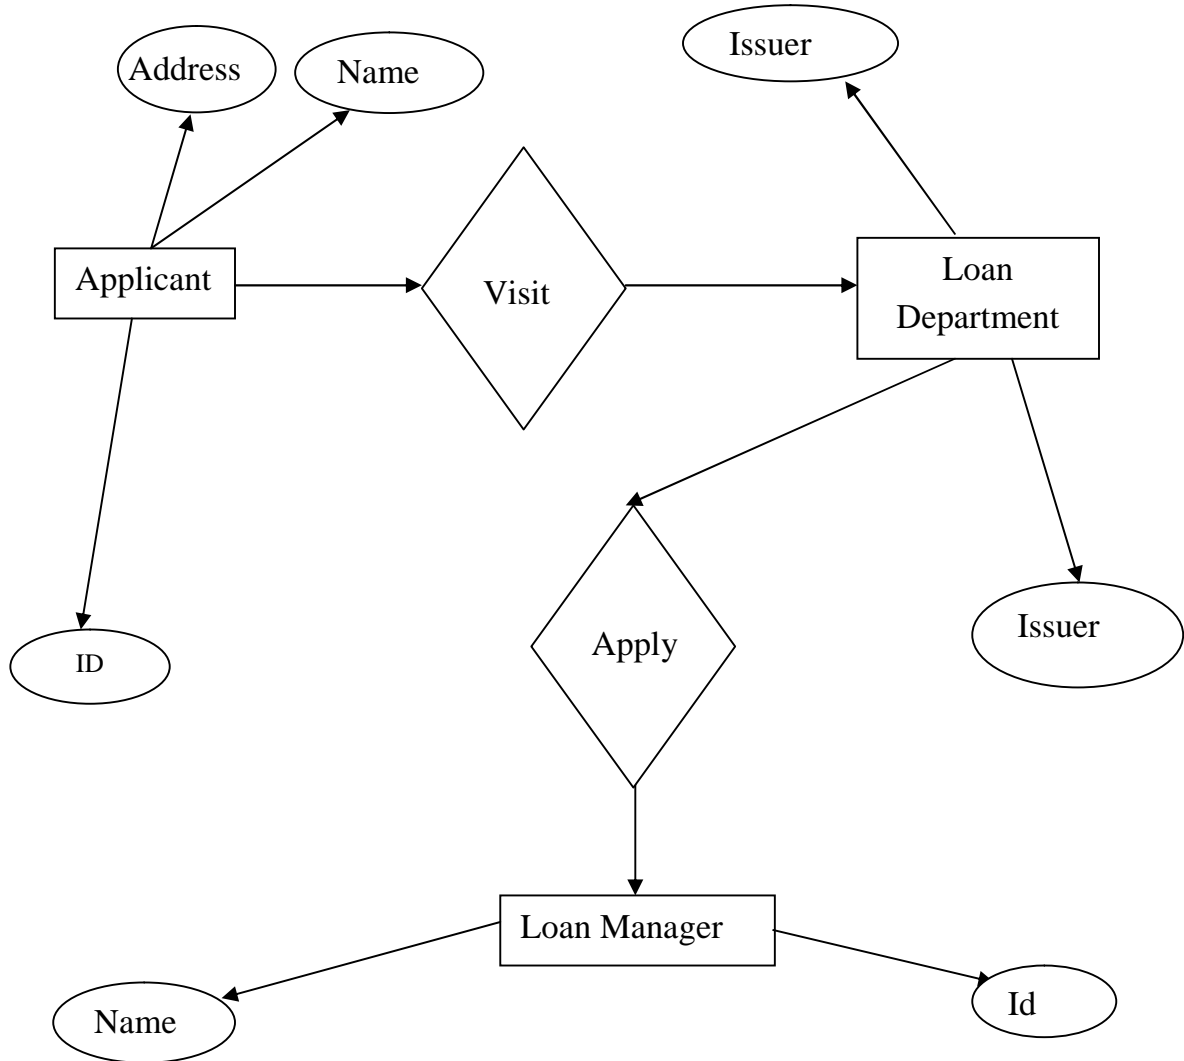 Issuer
Address
Name
Applicant
Visit
Loan
Department
Issuer
Apply
ID
Loan Manager
Name
Id